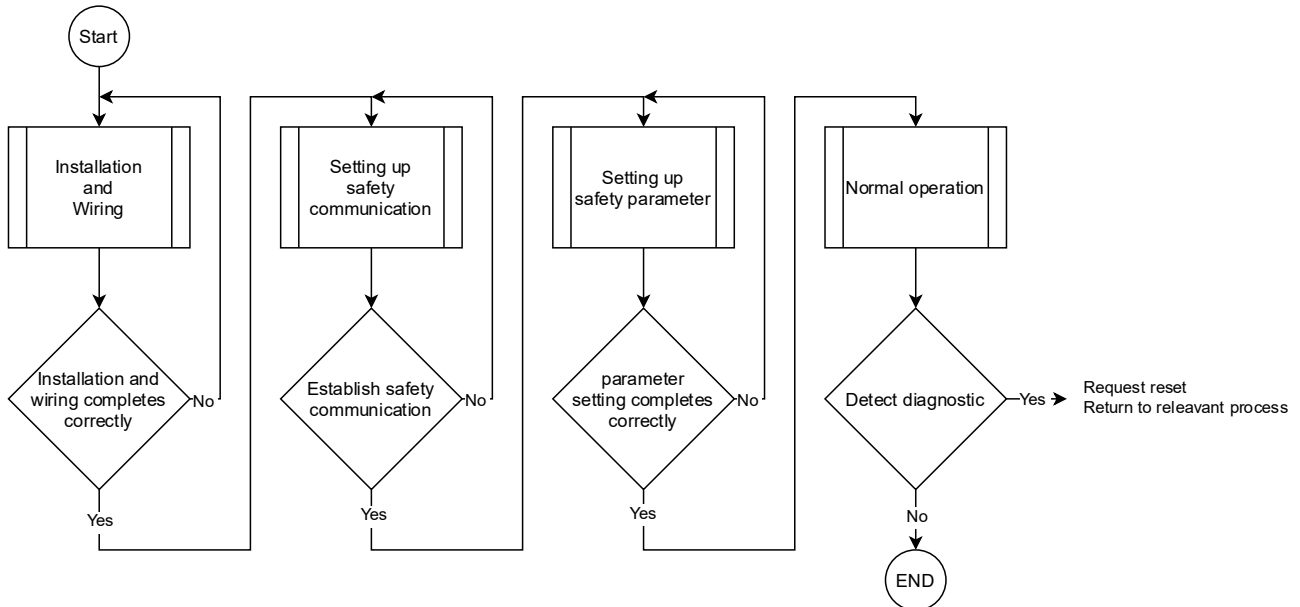 Start
Installation
and
Wiring
Installation and
wiring completes
correctly
No
Yes
Setting up
safety
communication
Establish safety
communication
No
Yes
Setting up
safety parameter
parameter
setting completes
correctly
No
Yes
Normal operation
Detect diagnostic
Yes
Request reset
Return to releavant process
No
END